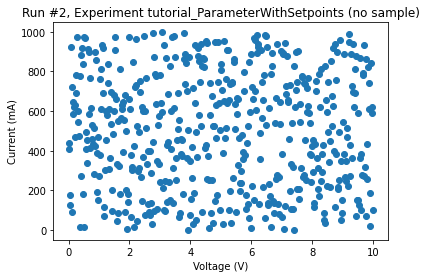 Run #2, Experiment tutorial_ParameterWithSetpoints (no sample)
1000
800
600
400
200
0
Current (mA)
0 2 4 6 8 10
Voltage (V)